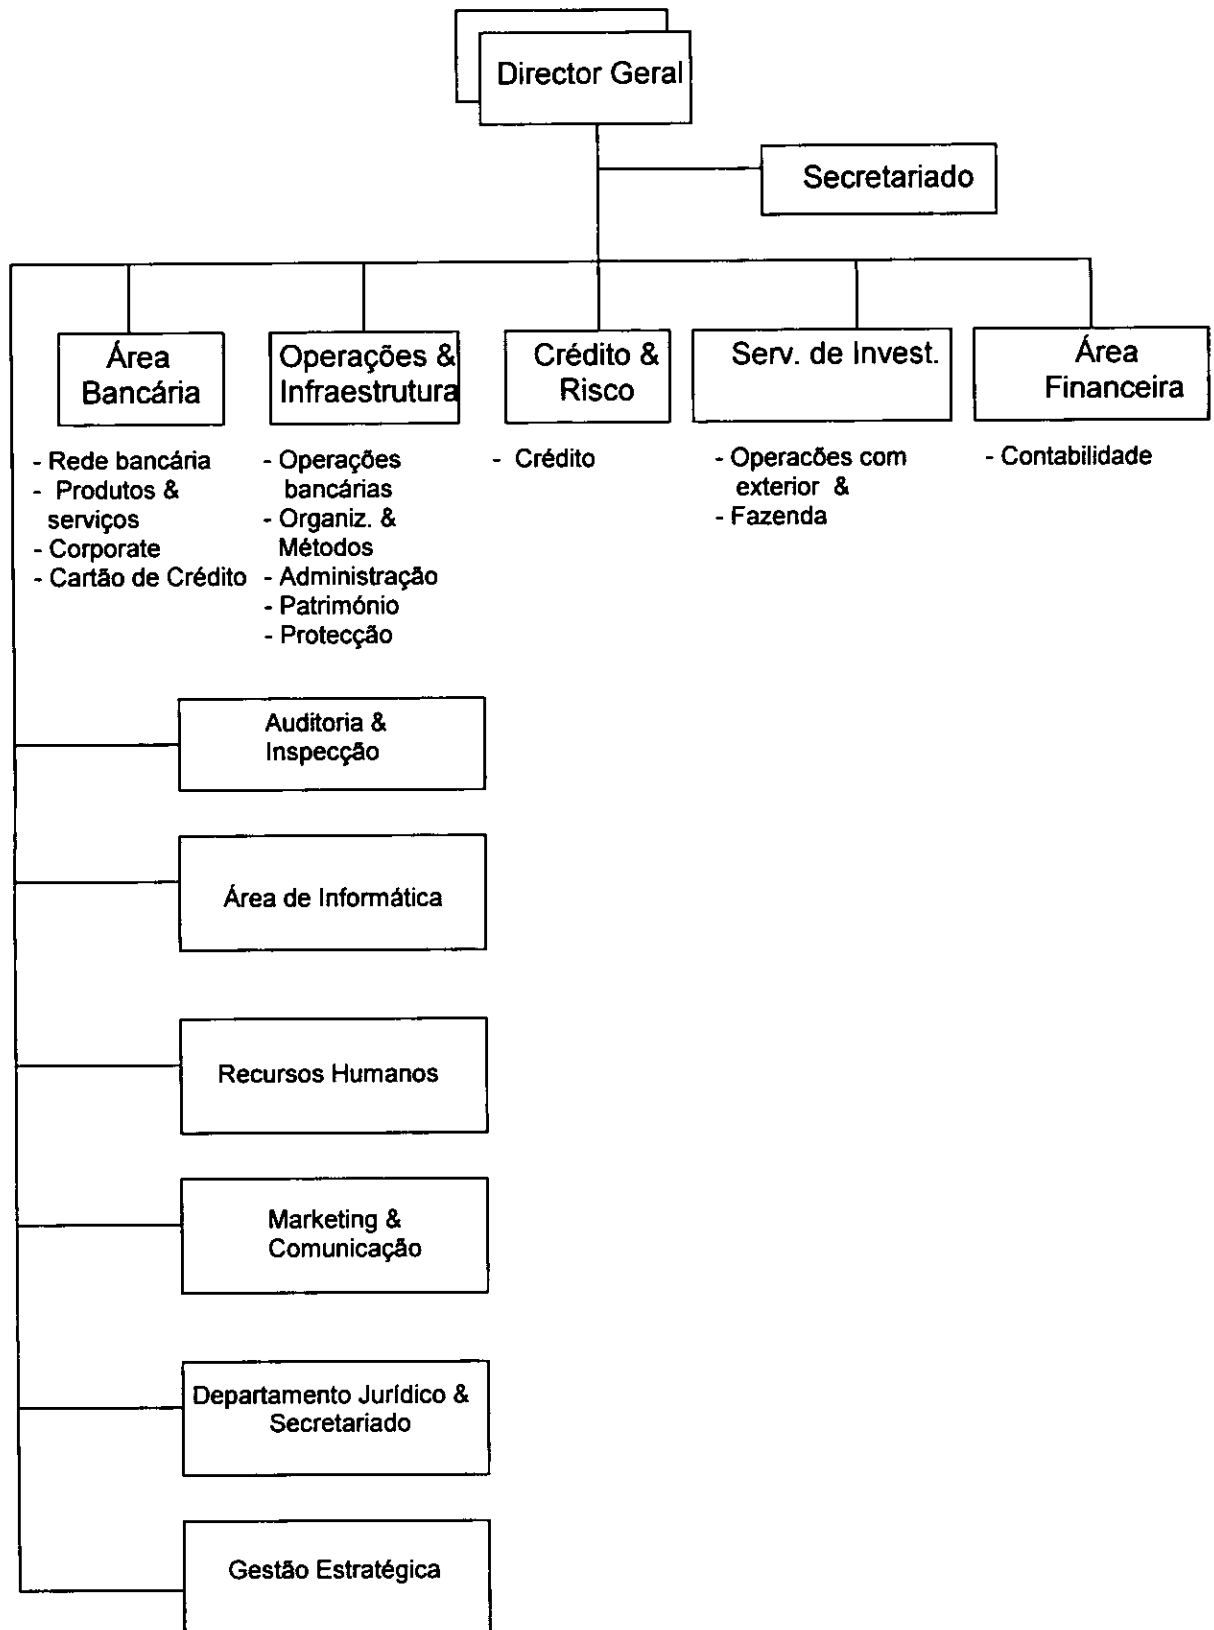 Director Geral
Secretariado
Área
Bancária
Operações &
Infraestrutura
Crédito &
Risco
Serv. de Invest.
Área
Financeira
- Rede bancária
- Produtos &
serviços
- Corporate
- Cartão de Crédito
- Operações
bancárias
- Organiz. &
Métodos
- Administração
- Património
- Protecção
- Crédito
- Operacões com
exterior &
- Fazenda
- Contabilidade
Auditoria &
Inspecção
Área de Informática
Recursos Humanos
Marketing &
Comunicação
Departamento Jurídico &
Secretariado
Gestão Estratégica